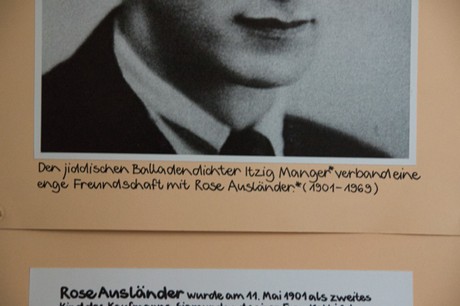 Den jiddischen Balladendichter Itzig Manger* verband eine
enge Freundschaft mit Rose Ausländer.* (1901-1969)
Rose Ausländer wurde am 11. Mai 1901 als zweites